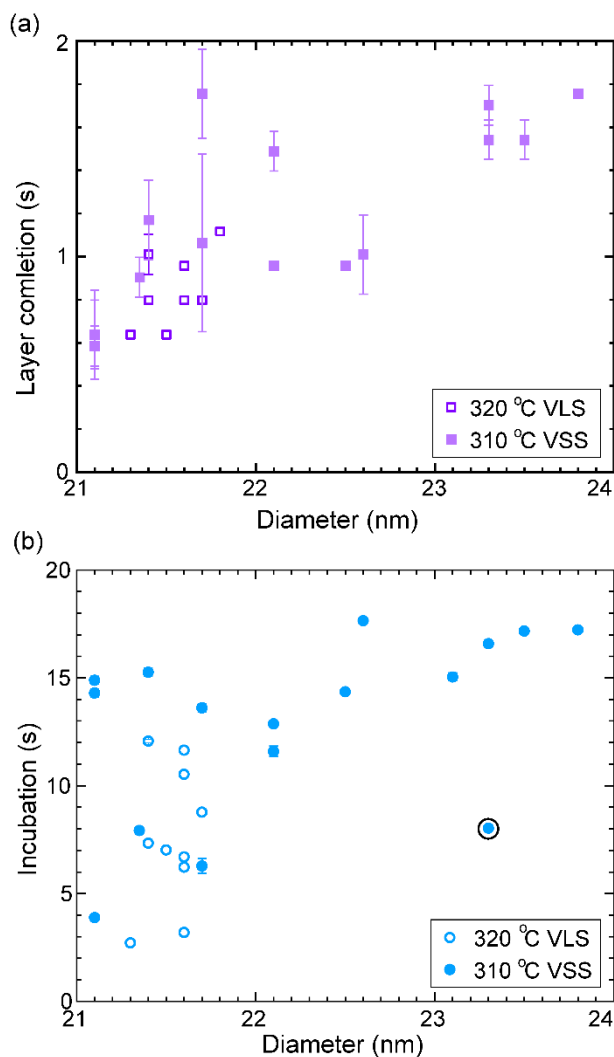 (a)
2
1
0
Layer comletion (s)
21
22
23
24
Diameter (nm)
320 °C VLS
310 °C VSS
(b)
20
15
10
5
0
Incubation (s)
21
22
23
24
Diameter (nm)
320 °C VLS
310 °C VSS